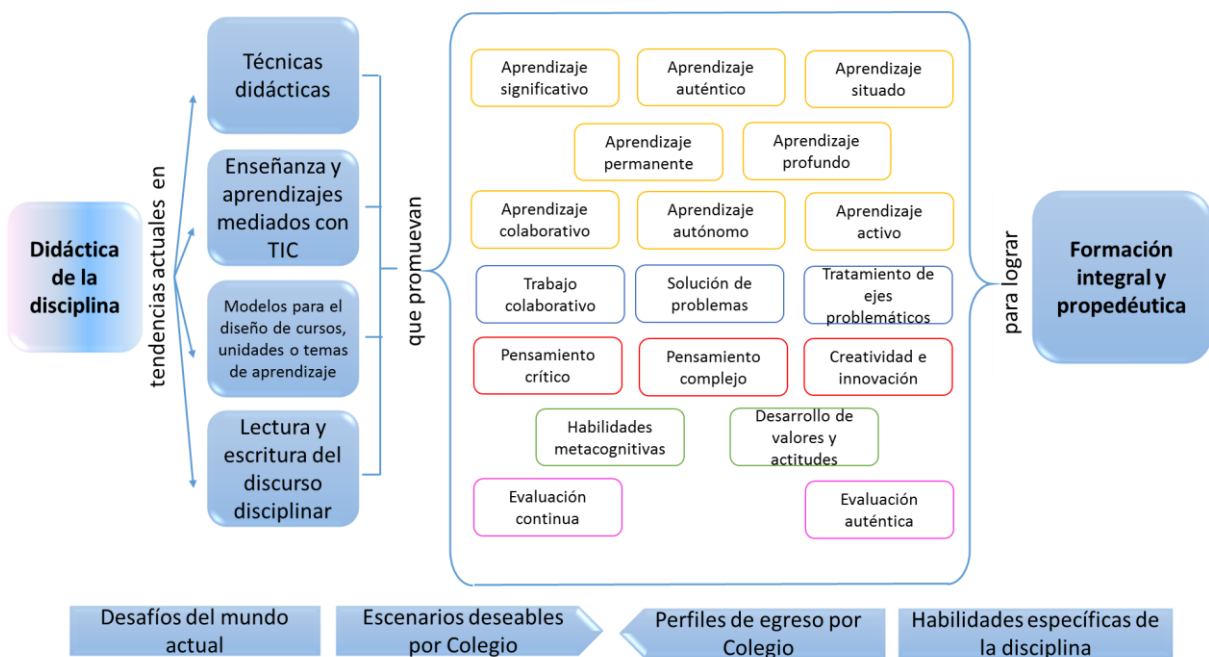 Didáctica
de la
disciplina
tendencias actuales en
Técnicas
didácticas
Enseñanza y
aprendizajes
mediados con
TIC
Modelos para el
diseño de cursos,
unidades o temas
de aprendizaje
Lectura y
escritura del
discurso
disciplinar
que promuevan
Aprendizaje
significativo
Aprendizaje
auténtico
Aprendizaje
situado
Aprendizaje
permanente
Aprendizaje
profundo
Aprendizaje
colaborativo
Aprendizaje
autónomo
Aprendizaje
activo
Trabajo
colaborativo
Solución de
problemas
Tratamiento de
ejes
problemáticos
Pensamiento
crítico
Pensamiento
complejo
Creatividad e
innovación
Habilidades
metacognitivas
Desarrollo de
valores y
actitudes
Evaluación
continua
Evaluación
auténtica
para lograr
Formación
integral y
propedéutica
Desafíos del mundo
actual
Escenarios deseables
por Colegio
Perfiles de egreso por
Colegio
Habilidades específicas de
la disciplina